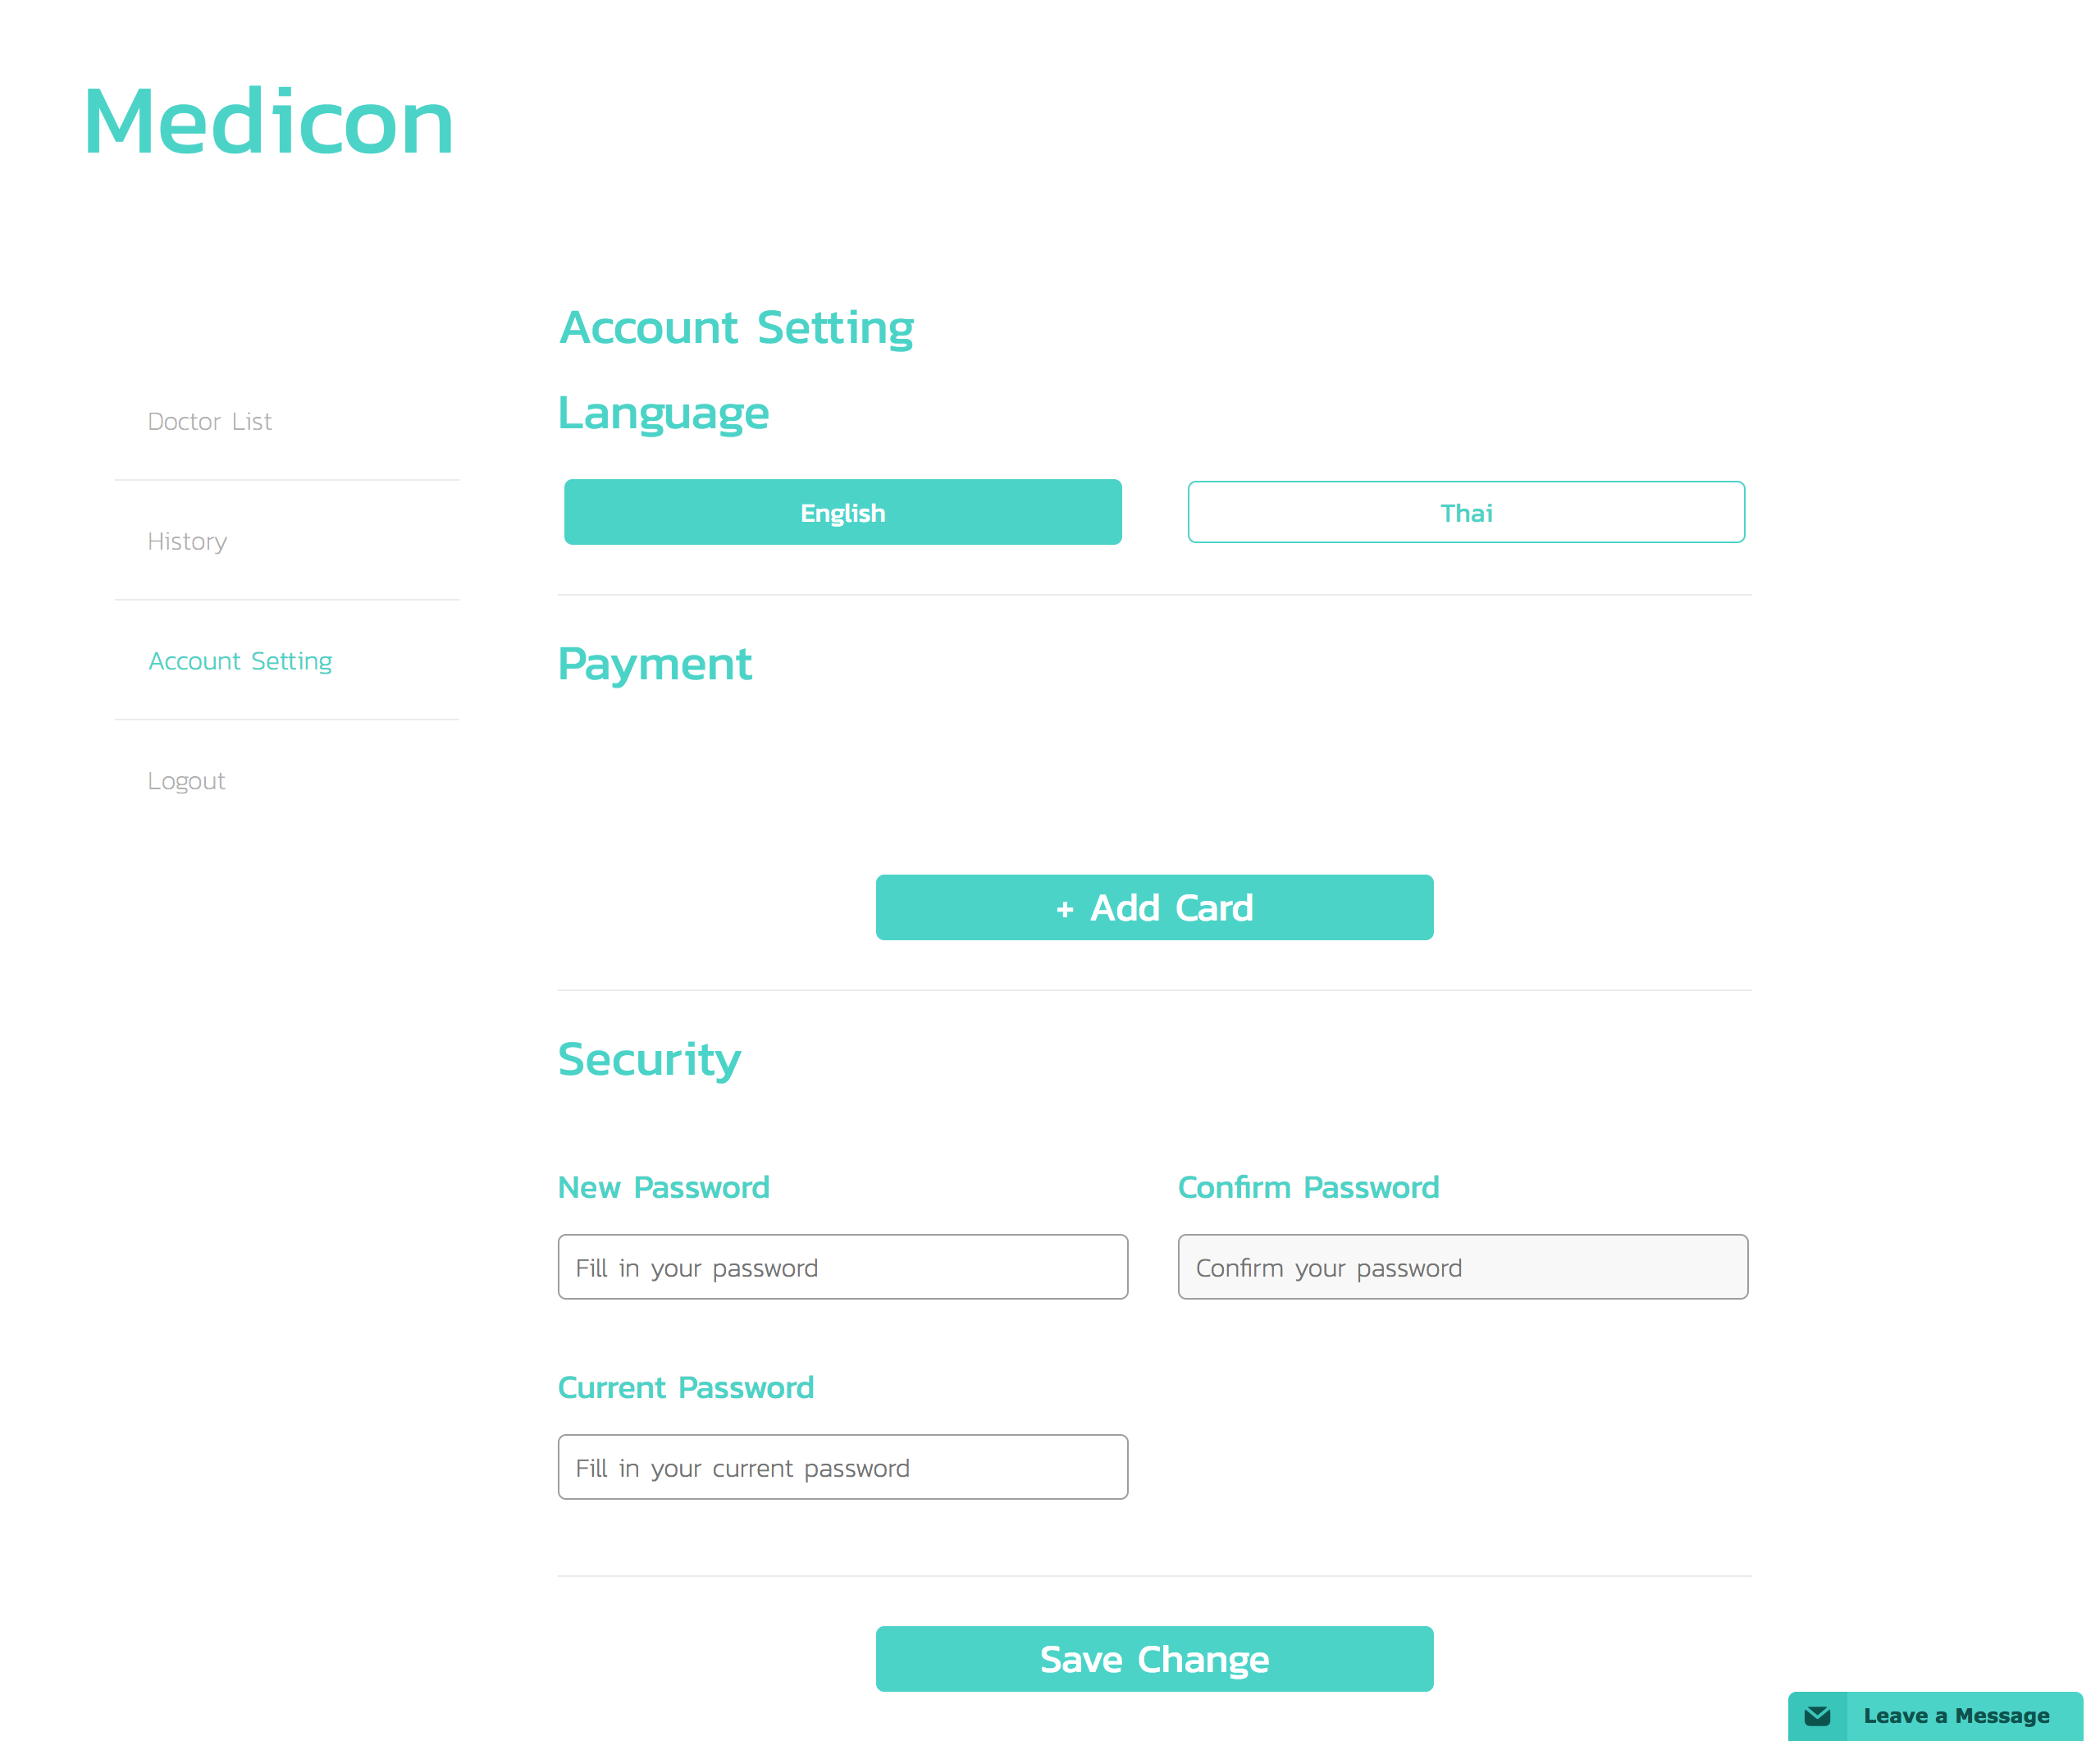 Medicon
Doctor List
History
Account Setting
Logout
Account Setting
Language
English
Thai
Payment
+ Add Card
Security
New Password
Confirm Password
Fill in your password
Confirm your password
Current Password
Fill in your current password
Save Change
Leave a Message